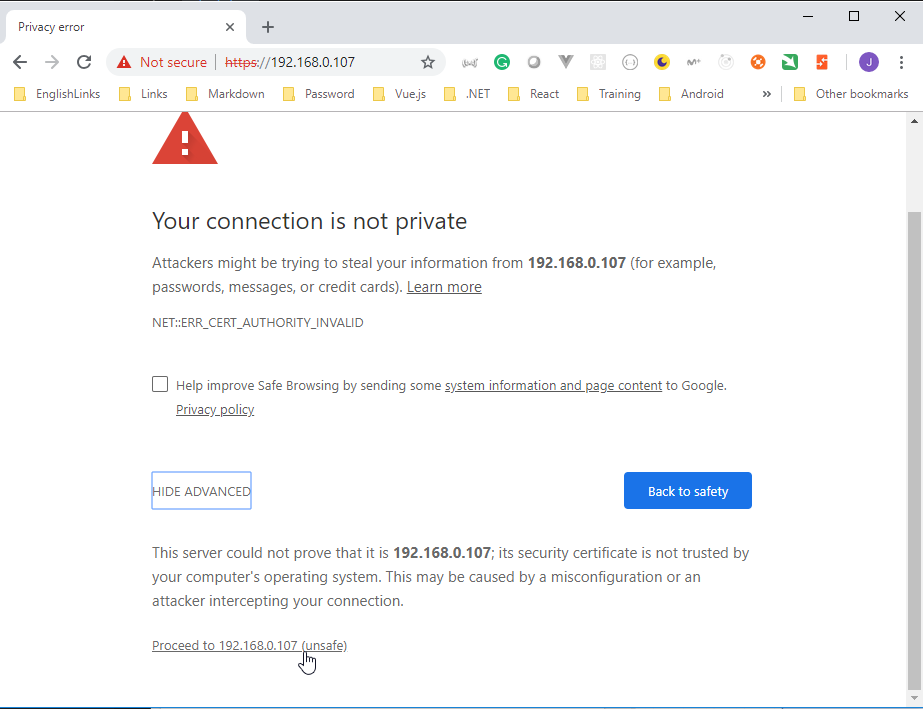 Privacy error
Not secure https://192.168.0.107 J
EnglishLinks Links Markdown Password Vue.js .NET React Training Android » Other bookmarks
Your connection is not private
Attackers might be trying to steal your information from 192.168.0.107 (for example,
passwords, messages, or credit cards). Learn more
NET::ERR_CERT_AUTHORITY_INVALID
Help improve Safe Browsing by sending some system information and page content to Google.
Privacy policy
HIDE ADVANCED Back to safety
This server could not prove that it is 192.168.0.107; its security certificate is not trusted by
your computer's operating system. This may be caused by a misconfiguration or an
attacker intercepting your connection.
Proceed to 192.168.0.107 (unsafe)